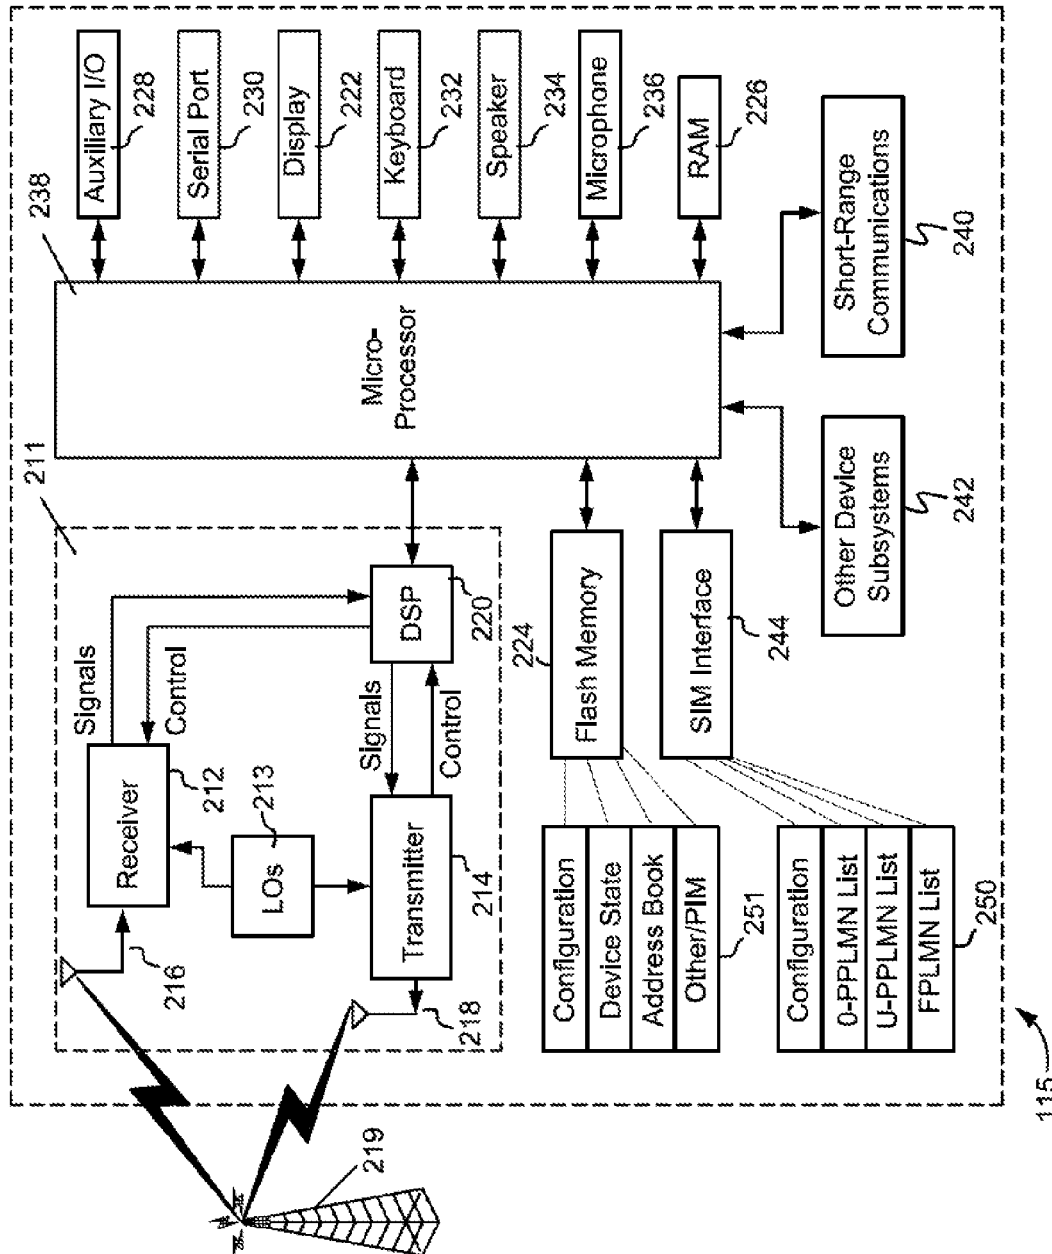 Auxiliary I/O
228
Serial Port
230
Display
222
Keyboard
232
Speaker
234
Microphone
236
RAM
226
238
Micro-
Processor
Short-Range
Communications
240
Other Device
Subsystems
242
211
Signals
Control
DSP
220
Signals
Control
Receiver
212
LOs
213
Transmitter
214
216
218
219
224
Flash Memory
SIM Interface
244
Configuration
Device State
Address Book
Other/PIM
251
Configuration
0-PPLMN List
U-PPLMN List
FPLMN List
250
115